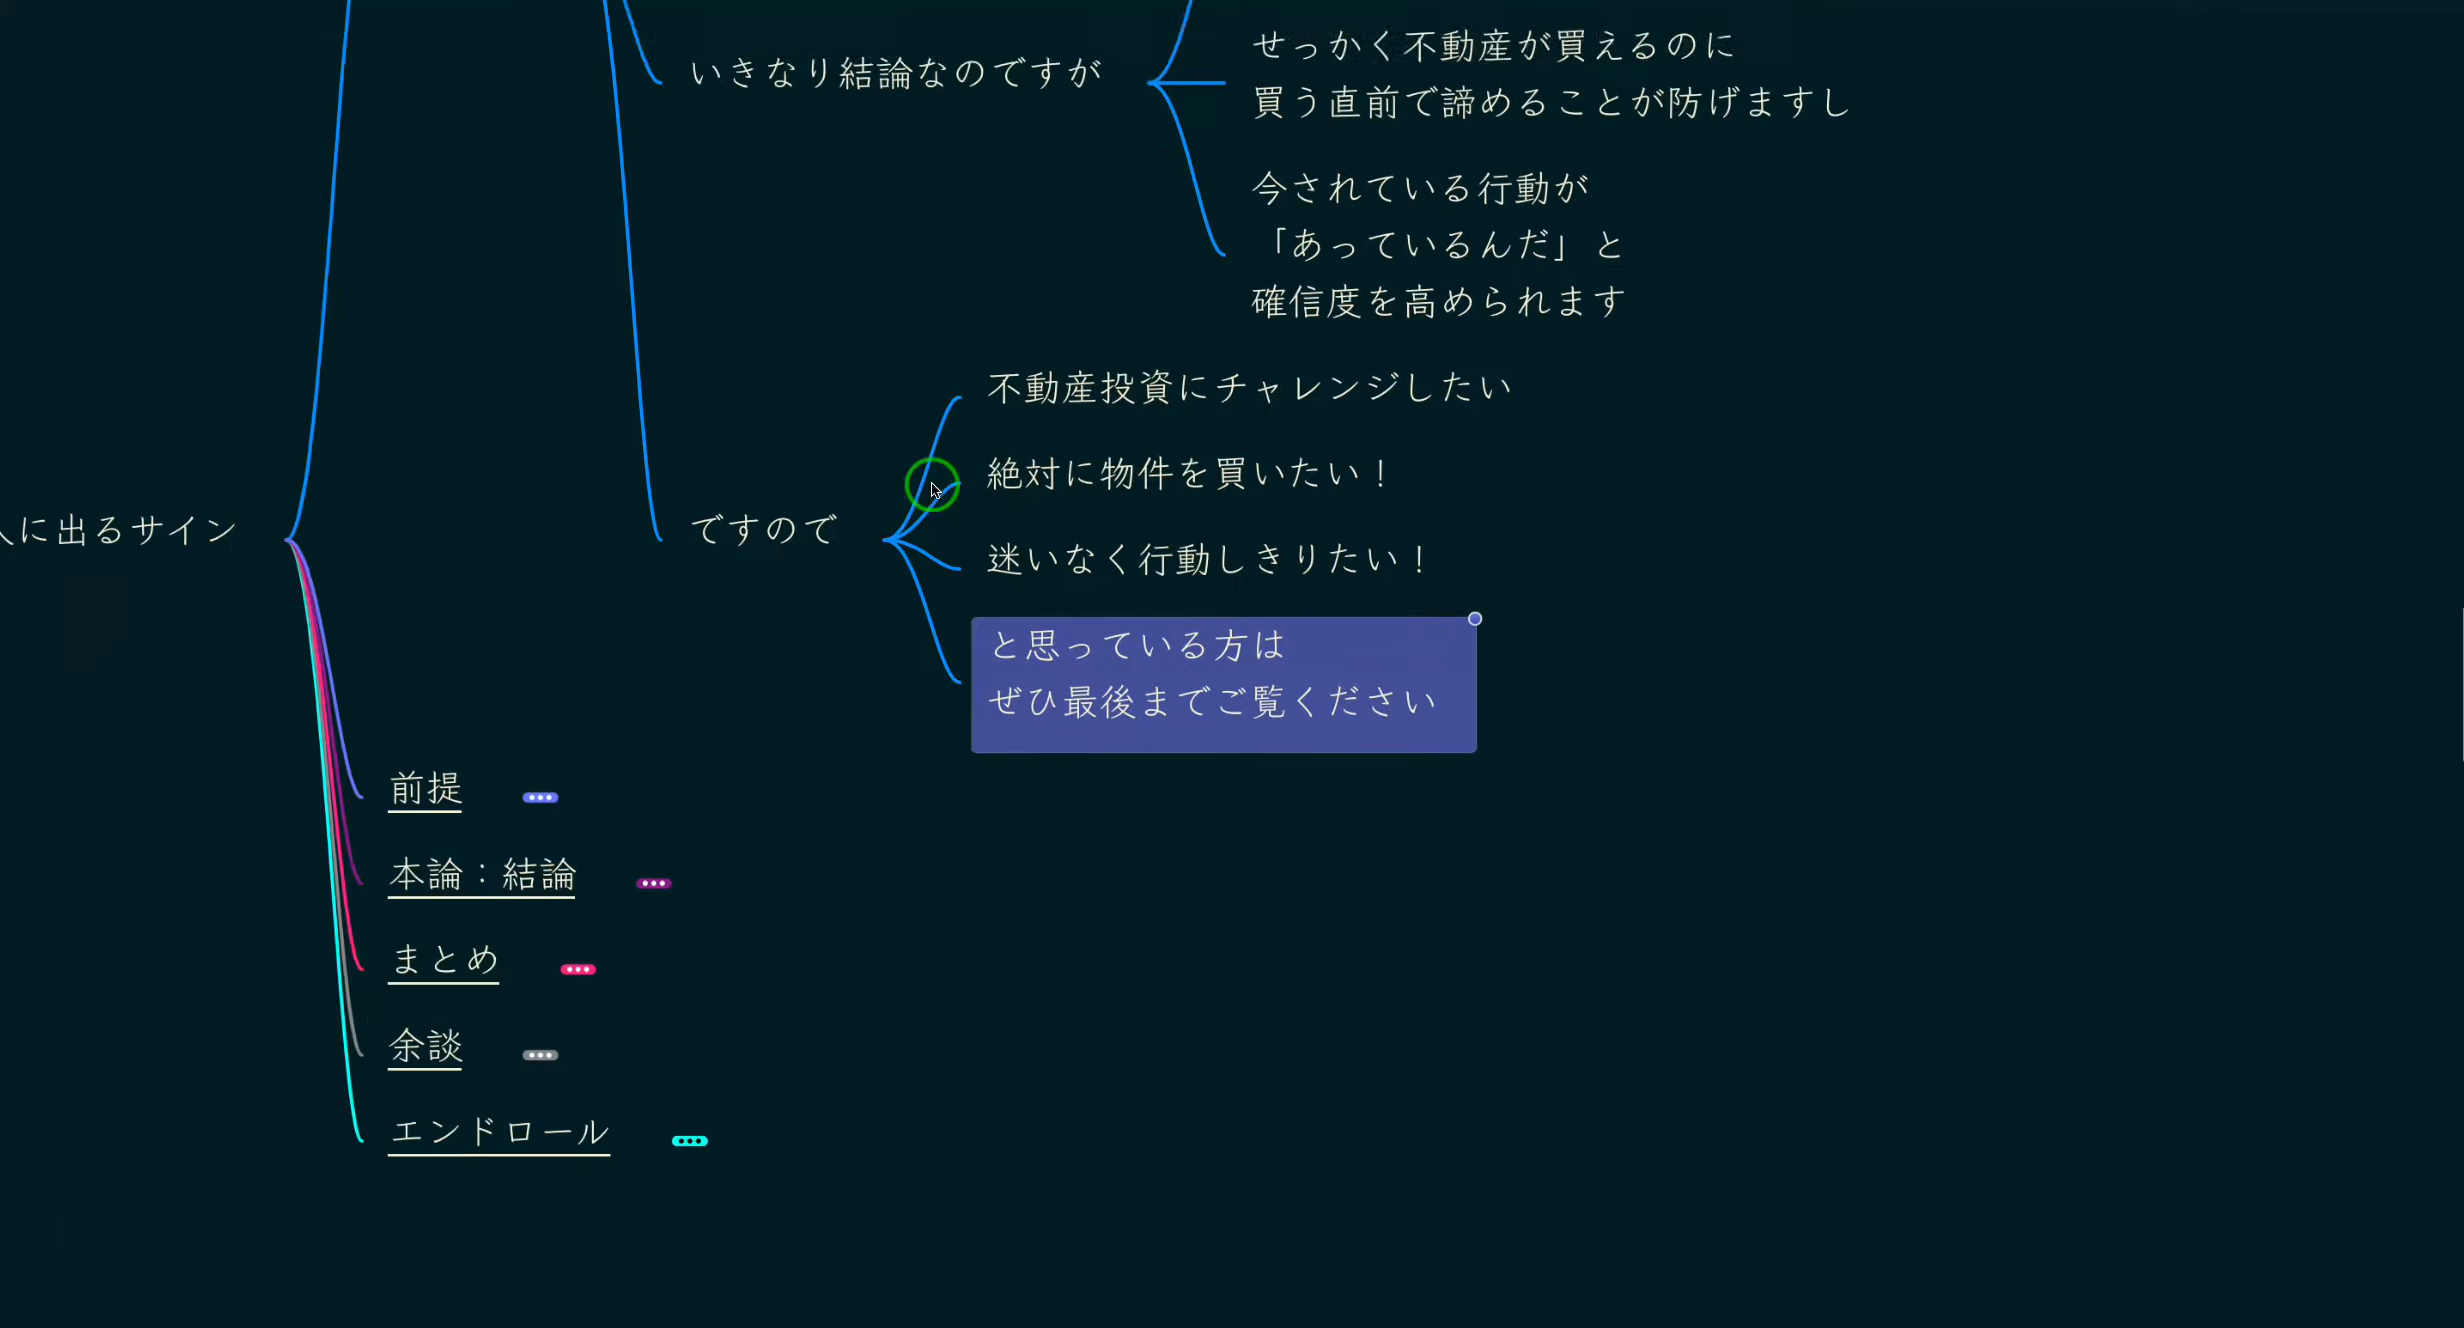 いきなり結論なのですが
せっかく不動産が買えるのに
買う直前で諦めることが防げますし
今されている行動が
「あっているんだ」と
確信度を高められます
人に出るサイン
ですので
不動産投資にチャレンジしたい
絶対に物件を買いたい！
迷いなく行動しきりたい！
と思っている方は
ぜひ最後までご覧ください
前提
本論：結論
まとめ
余談
エンドロール